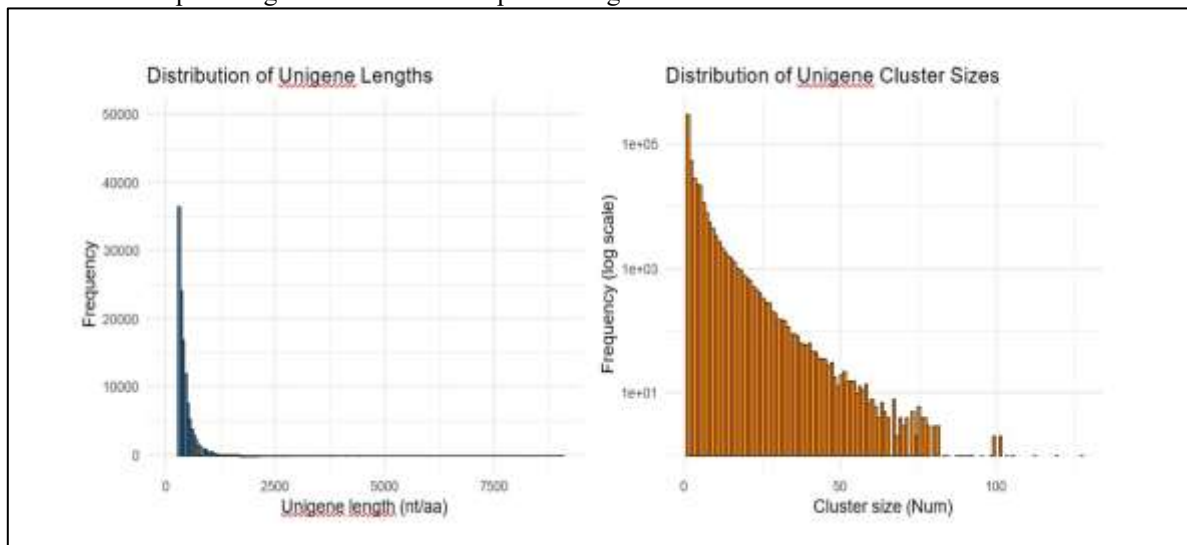 Distribution of Unigene Lengths
50000
40000
30000
20000
10000
0
Frequency
0 2500 5000 7500
Unigene length (nt/aa)
Distribution of Unigene Cluster Sizes
1e+05
1e+03
1e+01
Frequency (log scale)
0 50 100
Cluster size (Num)